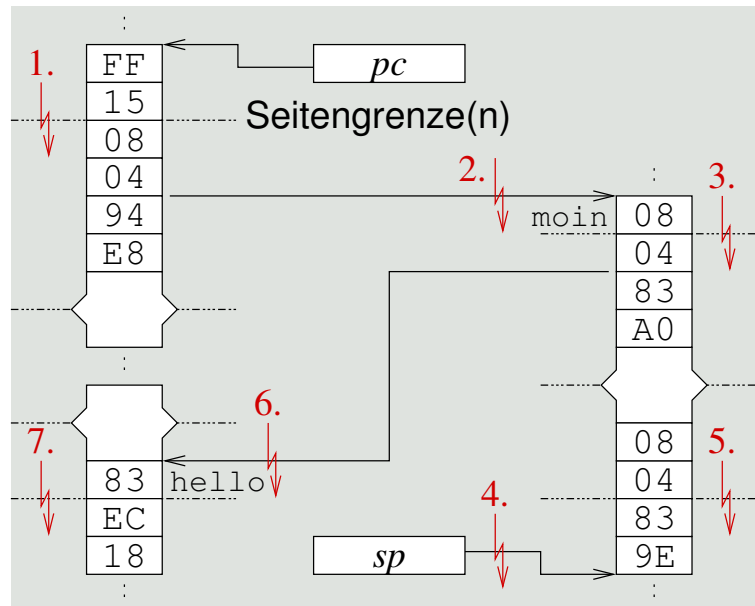 FF
pc
1.
15
Seitengrenze(n)
08
04
2.
3.
94
moin
08
E8
04
83
A0
6.
7.
08
5.
83
hello
04
4.
EC
83
18
sp
9E